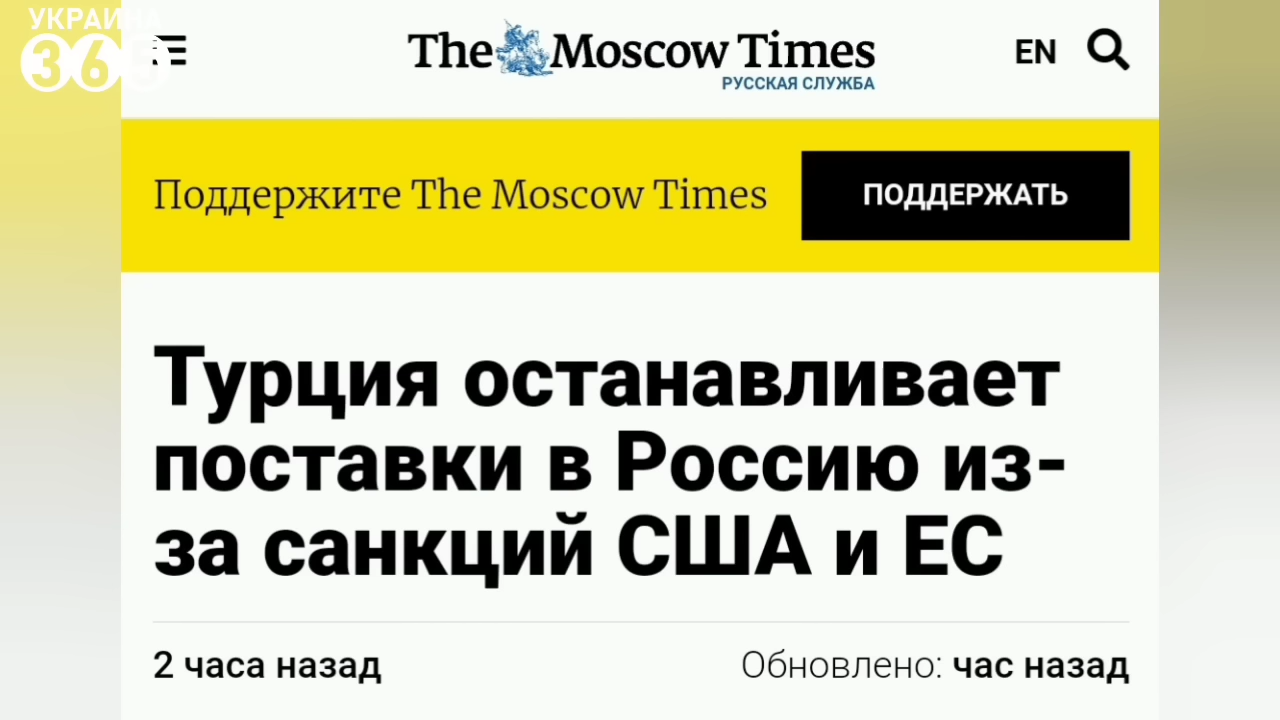 УКРАИНА
365
The Moscow Times
EN
РУССКАЯ СЛУЖБА
Поддержите The Moscow Times
ПОДДЕРЖАТЬ
Турция останавливает
поставки в Россию из-
за санкций США и ЕС
2 часа назад
Обновлено: час назад